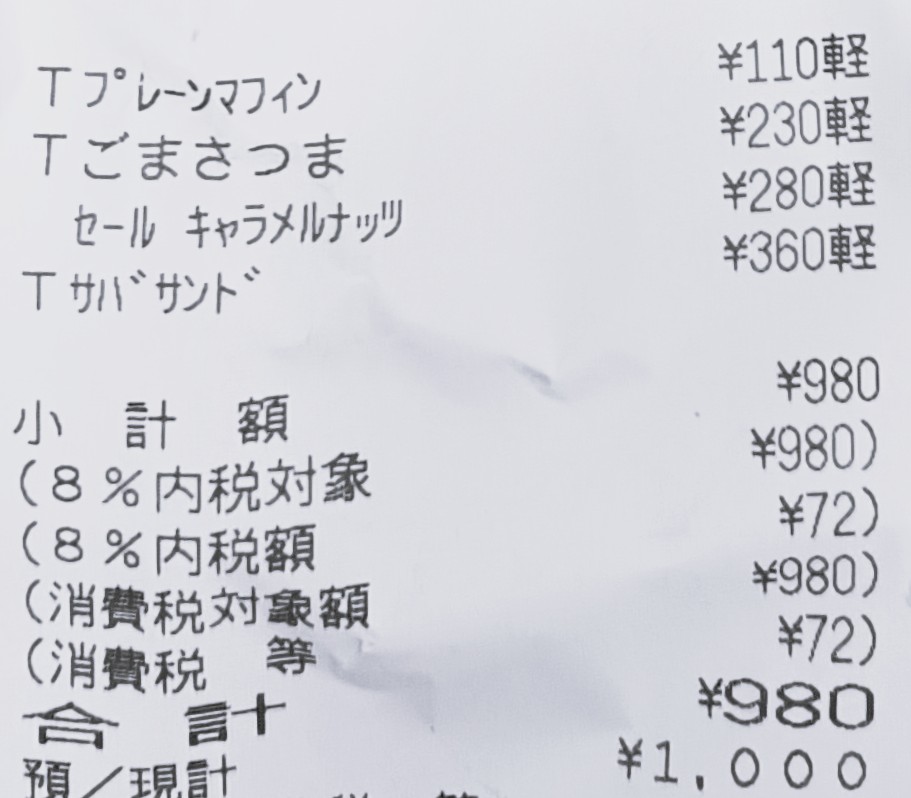 T プレーンマフィン ¥110軽
T ごまさつま ¥230軽
セール キャラメルナッツ ¥280軽
T サバサンド ¥360軽
小 計 額 ¥980
(8%内税対象 ¥980)
(8%内税額 ¥72)
(消費税対象額 ¥980)
(消費税 等 ¥72)
合 計 ¥980
預/現計 ¥1,000